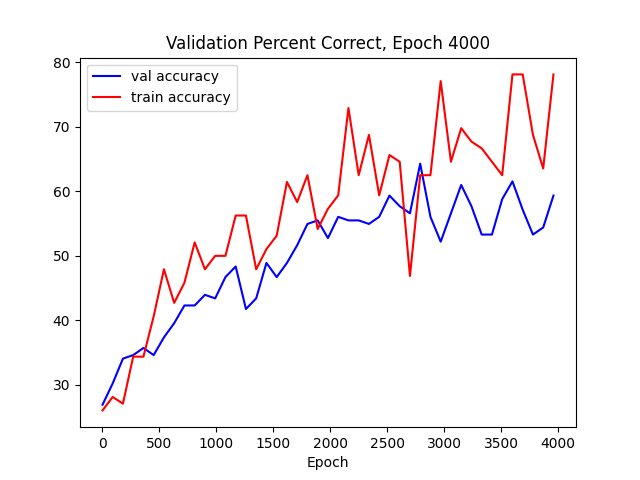 Validation Percent Correct, Epoch 4000
val accuracy
train accuracy
80
70
60
50
40
30
0 500 1000 1500 2000 2500 3000 3500 4000
Epoch